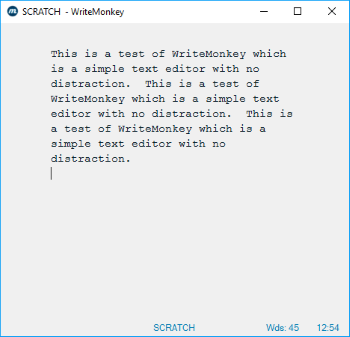 SCRATCH - WriteMonkey
This is a test of WriteMonkey which
is a simple text editor with no
distraction.  This is a test of
WriteMonkey which is a simple text
editor with no distraction.  This is
a test of WriteMonkey which is a
simple text editor with no
distraction.
SCRATCH Wds: 45 12:54